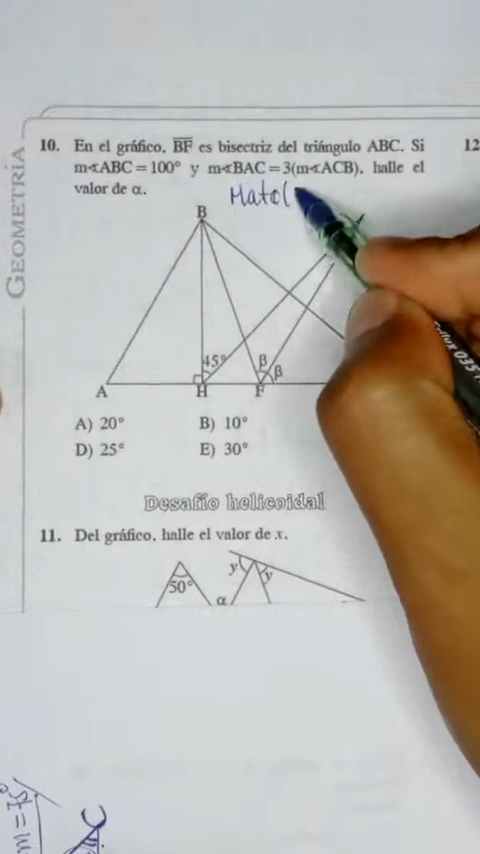 GEOMETRÍA
10. En el gráfico, BF es bisectriz del triángulo ABC. Si 12
m∢ABC = 100° y m∢BAC = 3(m∢ACB), halle el
valor de α.
Matol
B
45° β β
A H F
A) 20° B) 10°
D) 25° E) 30°
Desafío helicoidal
11. Del gráfico, halle el valor de x.
y y
50° α